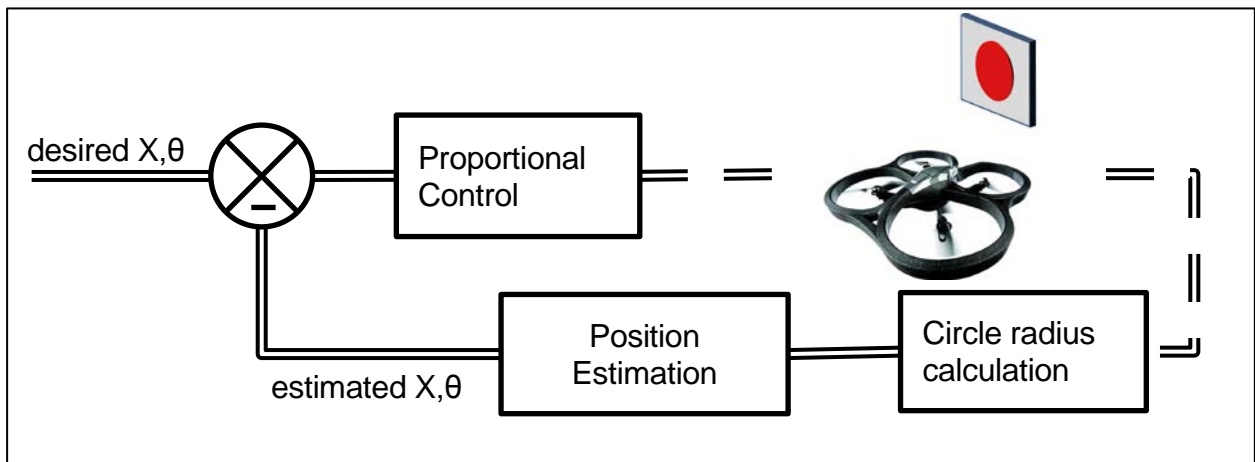 desired X,θ
Proportional
Control
Position
Estimation
Circle radius
calculation
estimated X,θ